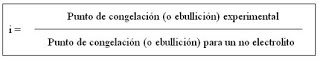 Punto de congelación (o ebullición) experimental
i =
Punto de congelación (o ebullición) para un no electrolito